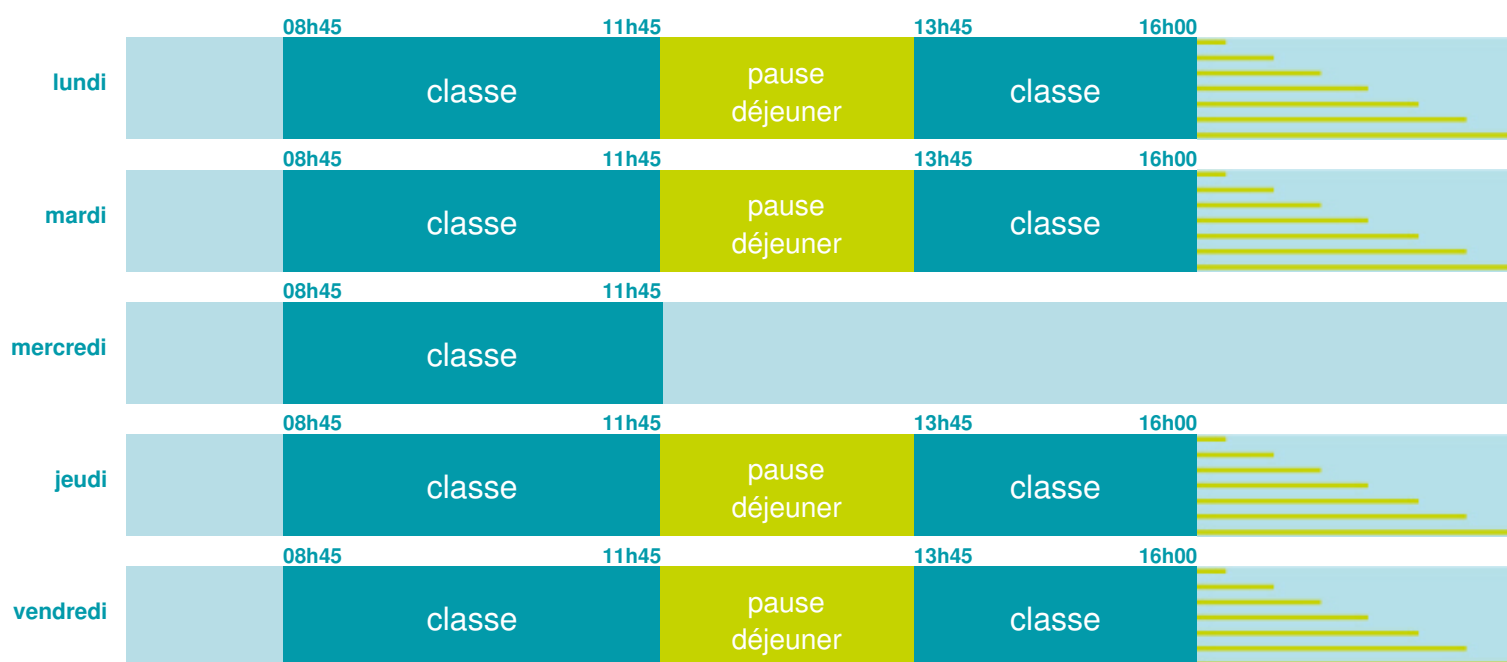 08h45 11h45 13h45 16h00
lundi classe pause déjeuner classe
08h45 11h45 13h45 16h00
mardi classe pause déjeuner classe
08h45 11h45
mercredi classe
08h45 11h45 13h45 16h00
jeudi classe pause déjeuner classe
08h45 11h45 13h45 16h00
vendredi classe pause déjeuner classe